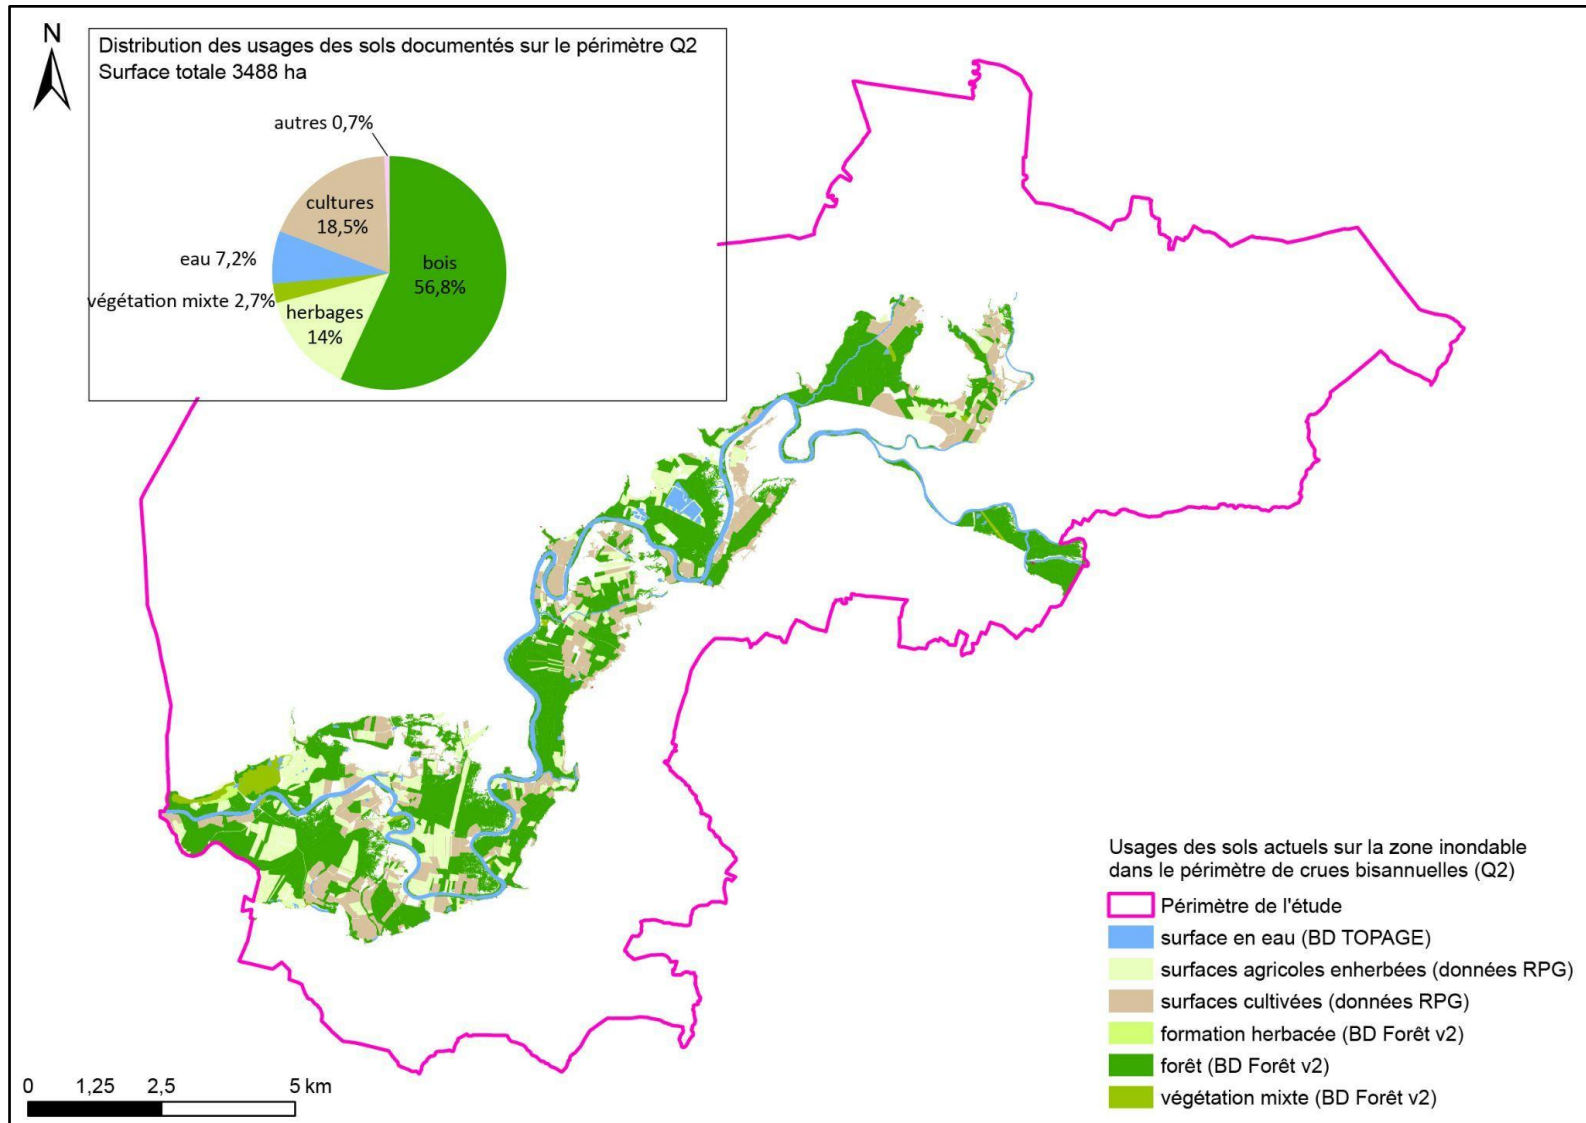 N
Distribution des usages des sols documentés sur le périmètre Q2
Surface totale 3488 ha
autres 0,7%
cultures
18,5%
eau 7,2%
bois
56,8%
végétation mixte 2,7%
herbages
14%
Usages des sols actuels sur la zone inondable
dans le périmètre de crues bisannuelles (Q2)
Périmètre de l'étude
surface en eau (BD TOPAGE)
surfaces agricoles enherbées (données RPG)
surfaces cultivées (données RPG)
formation herbacée (BD Forêt v2)
forêt (BD Forêt v2)
végétation mixte (BD Forêt v2)
0 1,25 2,5 5 km